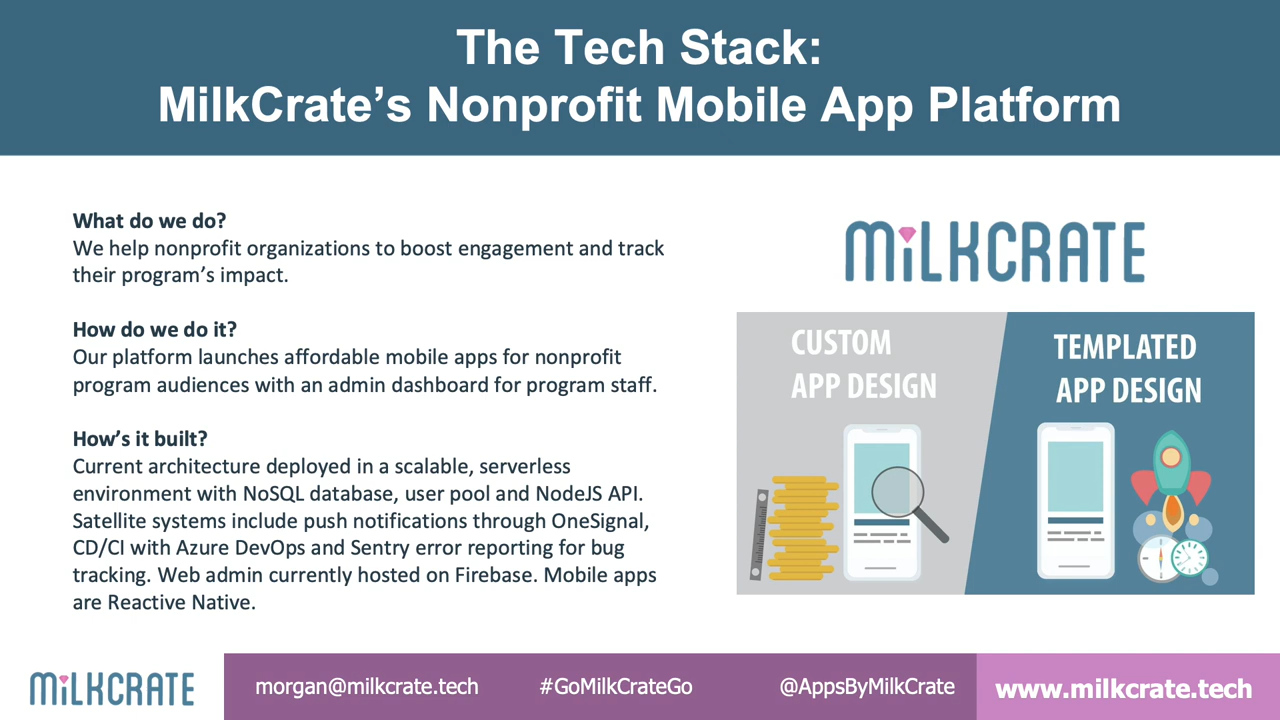 The Tech Stack:
MilkCrate’s Nonprofit Mobile App Platform
What do we do?
We help nonprofit organizations to boost engagement and track
their program’s impact.
How do we do it?
Our platform launches affordable mobile apps for nonprofit
program audiences with an admin dashboard for program staff.
How’s it built?
Current architecture deployed in a scalable, serverless
environment with NoSQL database, user pool and NodeJS API.
Satellite systems include push notifications through OneSignal,
CD/CI with Azure DevOps and Sentry error reporting for bug
tracking. Web admin currently hosted on Firebase. Mobile apps
are Reactive Native.
MiLKCRATE
CUSTOM
APP DESIGN
TEMPLATED
APP DESIGN
MiLKCRATE
morgan@milkcrate.tech
#GoMilkCrateGo
@AppsByMilkCrate
www.milkcrate.tech